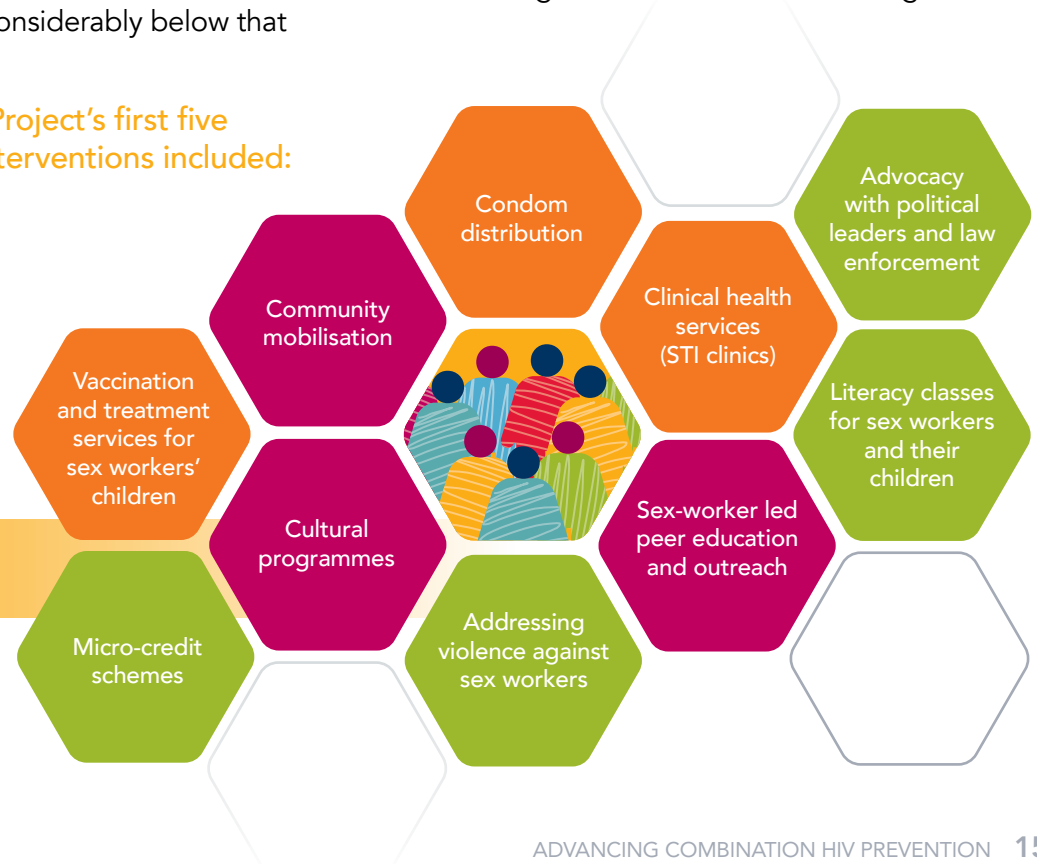 onsiderably below that
Project's first five
terventions included:
Condom
distribution
Advocacy
with political
leaders and law
enforcement
Community
mobilisation
Clinical health
services
(STI clinics)
Vaccination
and treatment
services for
sex workers'
children
Literacy classes
for sex workers
and their
children
Cultural
programmes
Sex-worker led
peer education
and outreach
Micro-credit
schemes
Addressing
violence against
sex workers
ADVANCING COMBINATION HIV PREVENTION 15